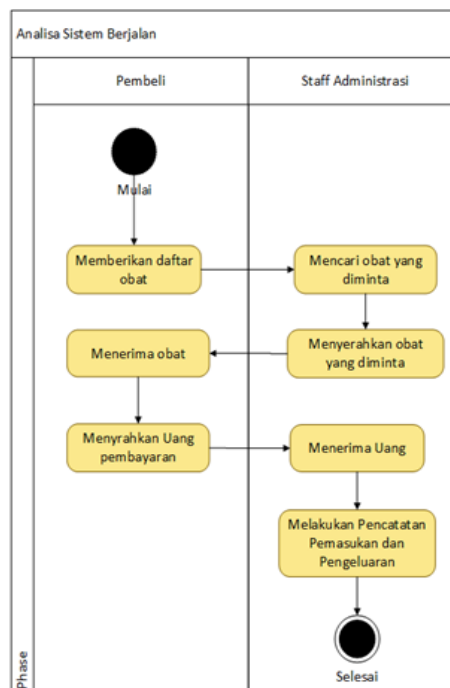 Analisa Sistem Berjalan
Pembeli
Staff Administrasi
Mulai
Memberikan daftar
obat
Mencari obat yang
diminta
Menerima obat
Menyerahkan obat
yang diminta
Menyrahkan Uang
pembayaran
Menerima Uang
Melakukan Pencatatan
Pemasukan dan
Pengeluaran
Selesai
Phase